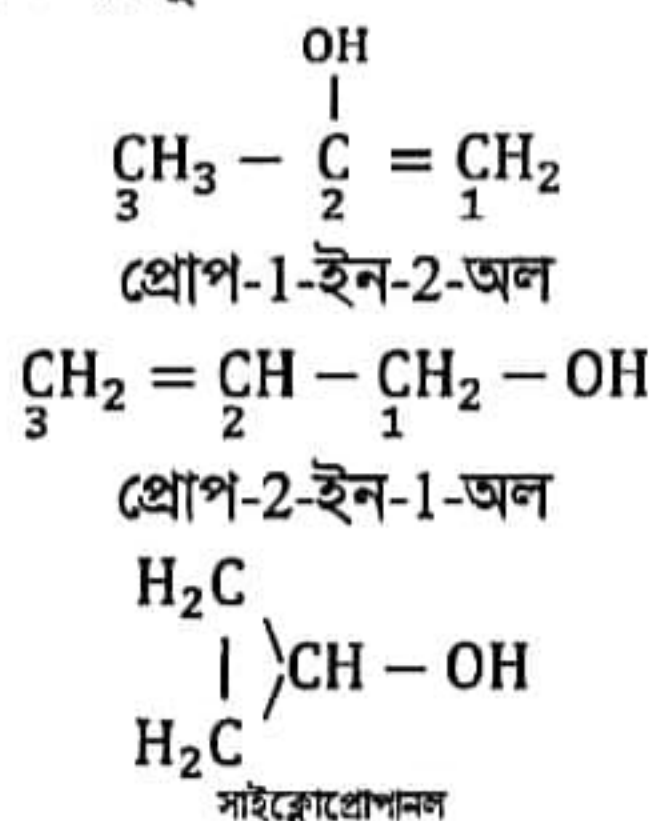 OH
|
CH₃ – C = CH₂
3 2 1
প্রোপ-1-ইন-2-অল
CH₂ = CH – CH₂ – OH
3 2 1
প্রোপ-2-ইন-1-অল
H₂C
| \
/ CH – OH
H₂C
সাইক্লোপ্রোপানল